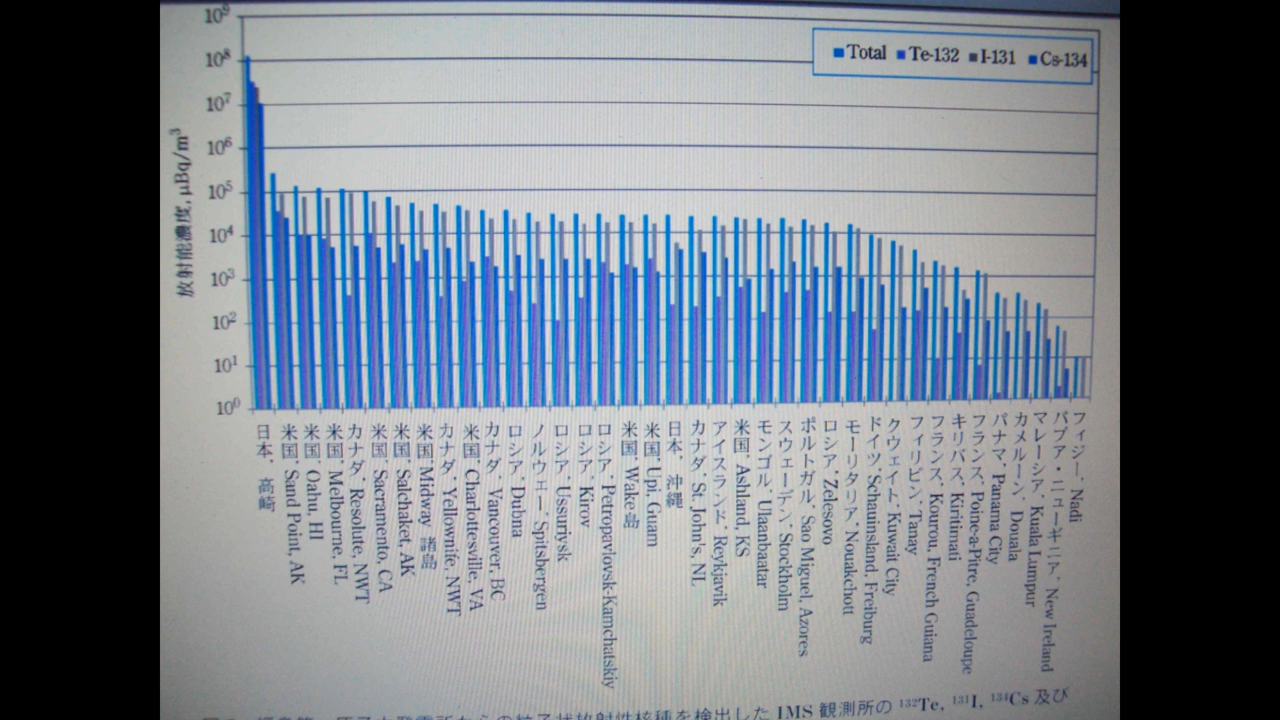 10⁹
10⁸
10⁷
10⁶
10⁵
10⁴
10³
10²
10¹
10⁰
放射能濃度, μBq/m³
Total Te-132 I-131 Cs-134
日本, 高崎
米国, Sand Point, AK
米国, Oahu, HI
米国, Melbourne, FL
カナダ, Resolute, NWT
米国, Sacramento, CA
米国, Salchaket, AK
米国, Midway 諸島
カナダ, Yellownife, NWT
米国, Charlottesville, VA
カナダ, Vancouver, BC
ロシア, Dubna
ノルウェー, Spitsbergen
ロシア, Ussuriysk
ロシア, Kirov
ロシア, Petropavlovsk-Kamchatskiy
米国, Wake 島
米国, Upi, Guam
日本, 沖縄
カナダ, St. John's, NL
アイスランド, Reykjavik
米国, Ashland, KS
モンゴル, Ulaanbaatar
スウェーデン, Stockholm
ポルトガル, Sao Miguel, Azores
ロシア, Zelesovo
モーリタニア, Nouakchott
ドイツ, Schauinsland, Freiburg
クウェイト, Kuwait City
フィリピン, Tanay
フランス, Kourou, French Guiana
キリバス, Kiritimati
フランス, Poine-a-Pitre, Guadeloupe
パナマ, Panama City
カメルーン, Douala
マレーシア, Kuala Lumpur
パプア・ニューギニア, New Ireland
フィジー, Nadi
原子力発電所からの粒子状放射性核種を検出した IMS 観測所の ¹³²Te, ¹³¹I, ¹³⁴Cs 及び